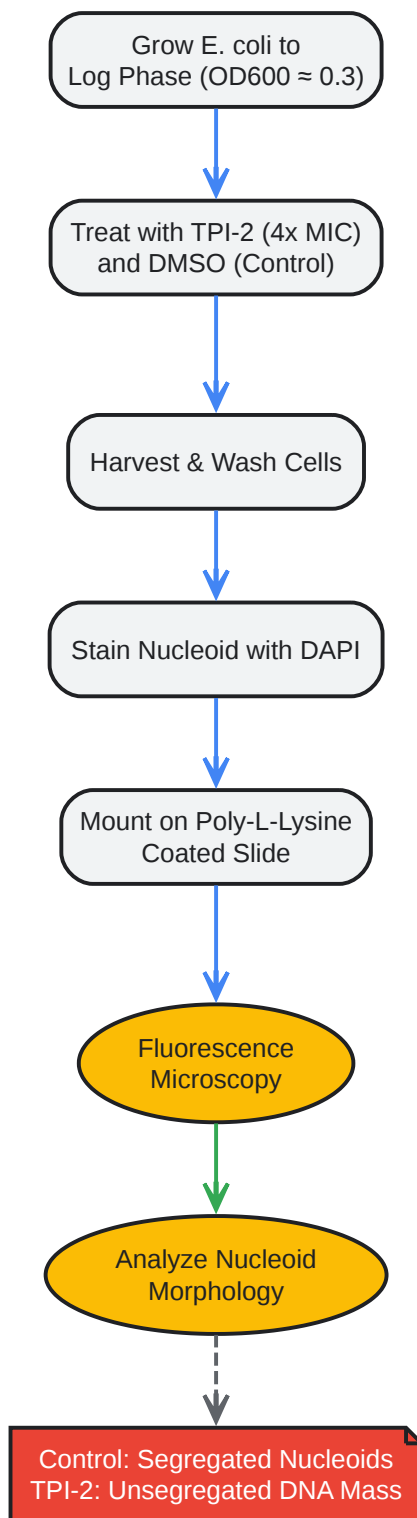 Grow E. coli to
Log Phase (OD600 ≈ 0.3)
Treat with TPI-2 (4x MIC)
and DMSO (Control)
Harvest & Wash Cells
Stain Nucleoid with DAPI
Mount on Poly-L-Lysine
Coated Slide
Fluorescence
Microscopy
Analyze Nucleoid
Morphology
Control: Segregated Nucleoids
TPI-2: Unsegregated DNA Mass